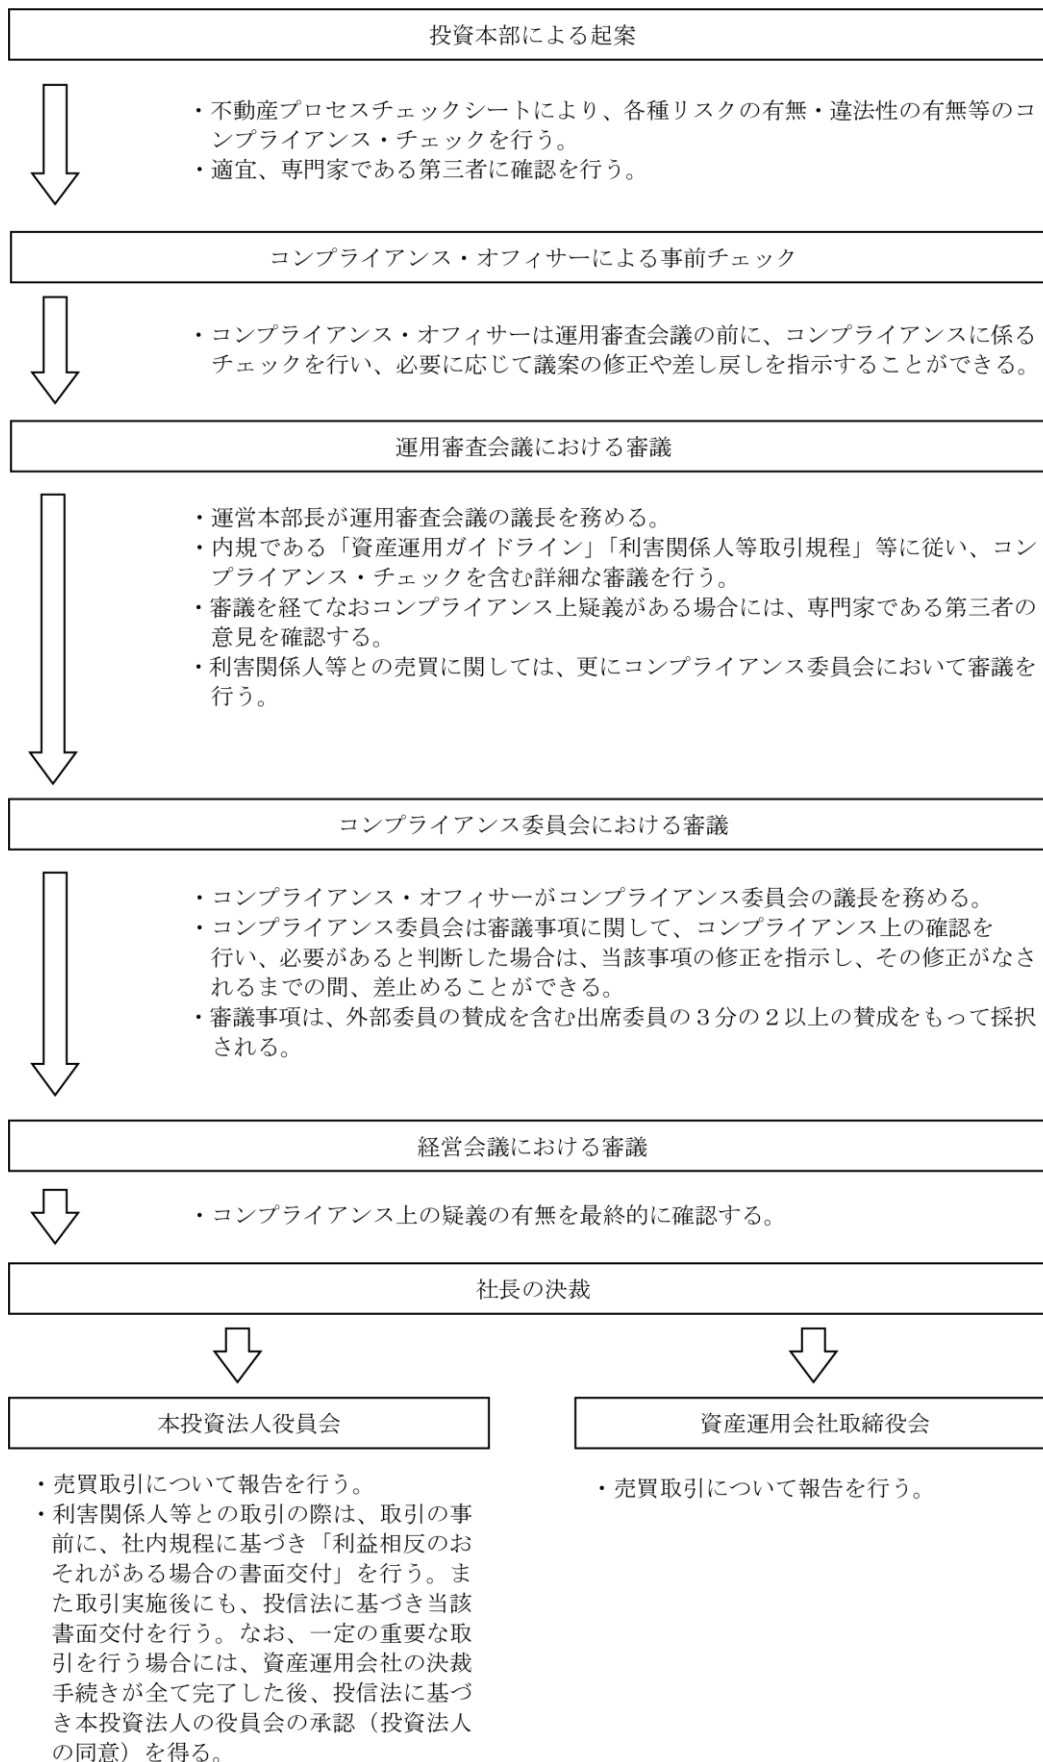 投資本部による起案
・不動産プロセスチェックシートにより、各種リスクの有無・違法性の有無等のコ
ンプライアンス・チェックを行う。
・適宜、専門家である第三者に確認を行う。
コンプライアンス・オフィサーによる事前チェック
・コンプライアンス・オフィサーは運用審査会議の前に、コンプライアンスに係る
チェックを行い、必要に応じて議案の修正や差し戻しを指示することができる。
運用審査会議における審議
・運営本部長が運用審査会議の議長を務める。
・内規である「資産運用ガイドライン」「利害関係人等取引規程」等に従い、コン
プライアンス・チェックを含む詳細な審議を行う。
・審議を経てなおコンプライアンス上疑義がある場合には、専門家である第三者の
意見を確認する。
・利害関係人等との売買に関しては、更にコンプライアンス委員会において審議を
行う。
コンプライアンス委員会における審議
・コンプライアンス・オフィサーがコンプライアンス委員会の議長を務める。
・コンプライアンス委員会は審議事項に関して、コンプライアンス上の確認を
行い、必要があると判断した場合は、当該事項の修正を指示し、その修正がなさ
れるまでの間、差止めることができる。
・審議事項は、外部委員の賛成を含む出席委員の３分の２以上の賛成をもって採択
される。
経営会議における審議
・コンプライアンス上の疑義の有無を最終的に確認する。
社長の決裁
本投資法人役員会
・売買取引について報告を行う。
・利害関係人等との取引の際は、取引の事
前に、社内規程に基づき「利益相反のお
それがある場合の書面交付」を行う。ま
た取引実施後にも、投信法に基づき当該
書面交付を行う。なお、一定の重要な取
引を行う場合には、資産運用会社の決裁
手続きが全て完了した後、投信法に基づ
き本投資法人の役員会の承認（投資法人
の同意）を得る。
資産運用会社取締役会
・売買取引について報告を行う。